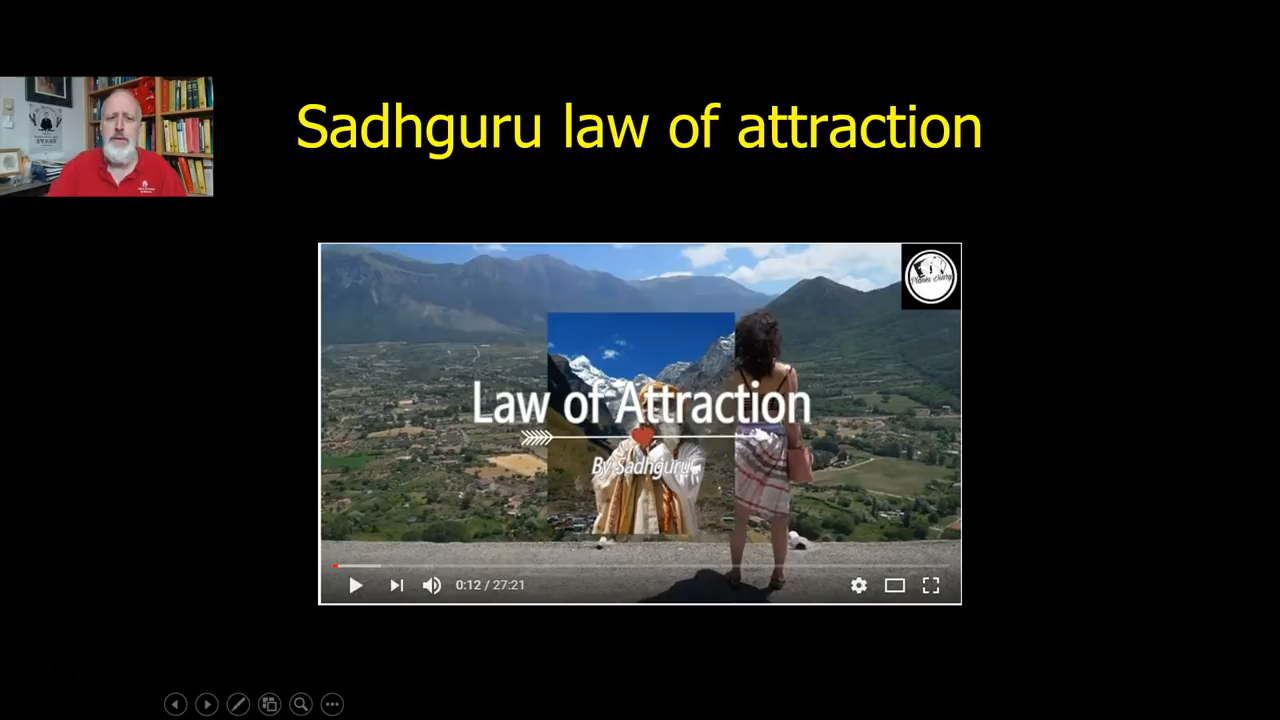 Sadhguru law of attraction
Law of Attraction
By Sadhguru
0:12 / 27:21